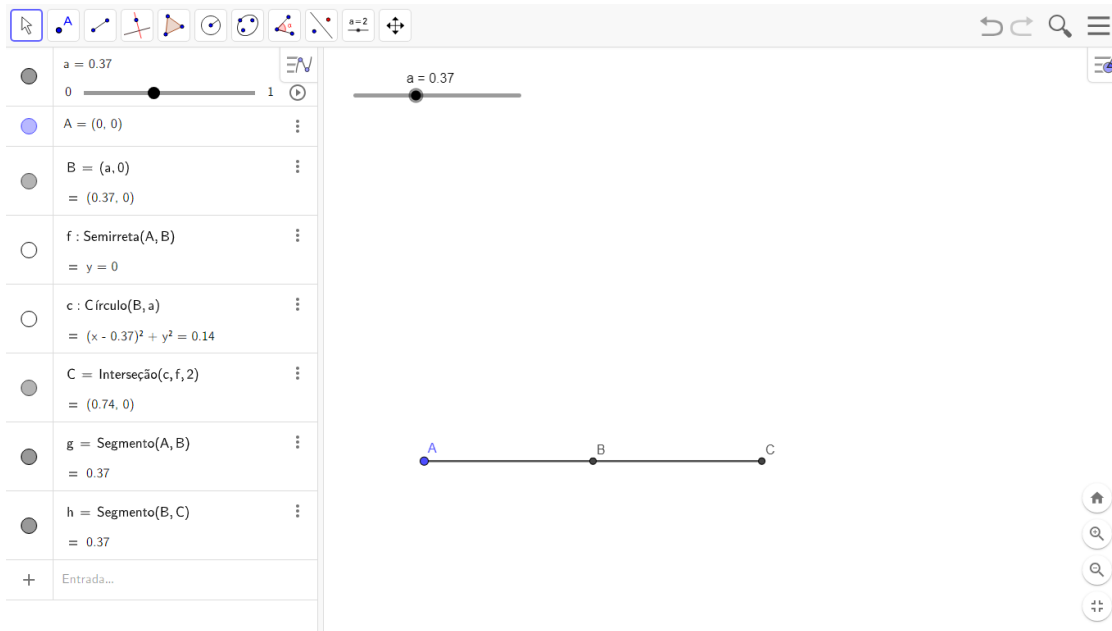 A
α
a=2
a = 0.37
0 1
A = (0, 0)
B = (a, 0)
= (0.37, 0)
f : Semirreta(A, B)
= y = 0
c : Círculo(B, a)
= (x - 0.37)² + y² = 0.14
C = Interseção(c, f, 2)
= (0.74, 0)
g = Segmento(A, B)
= 0.37
h = Segmento(B, C)
= 0.37
+ Entrada...
a = 0.37
A B C